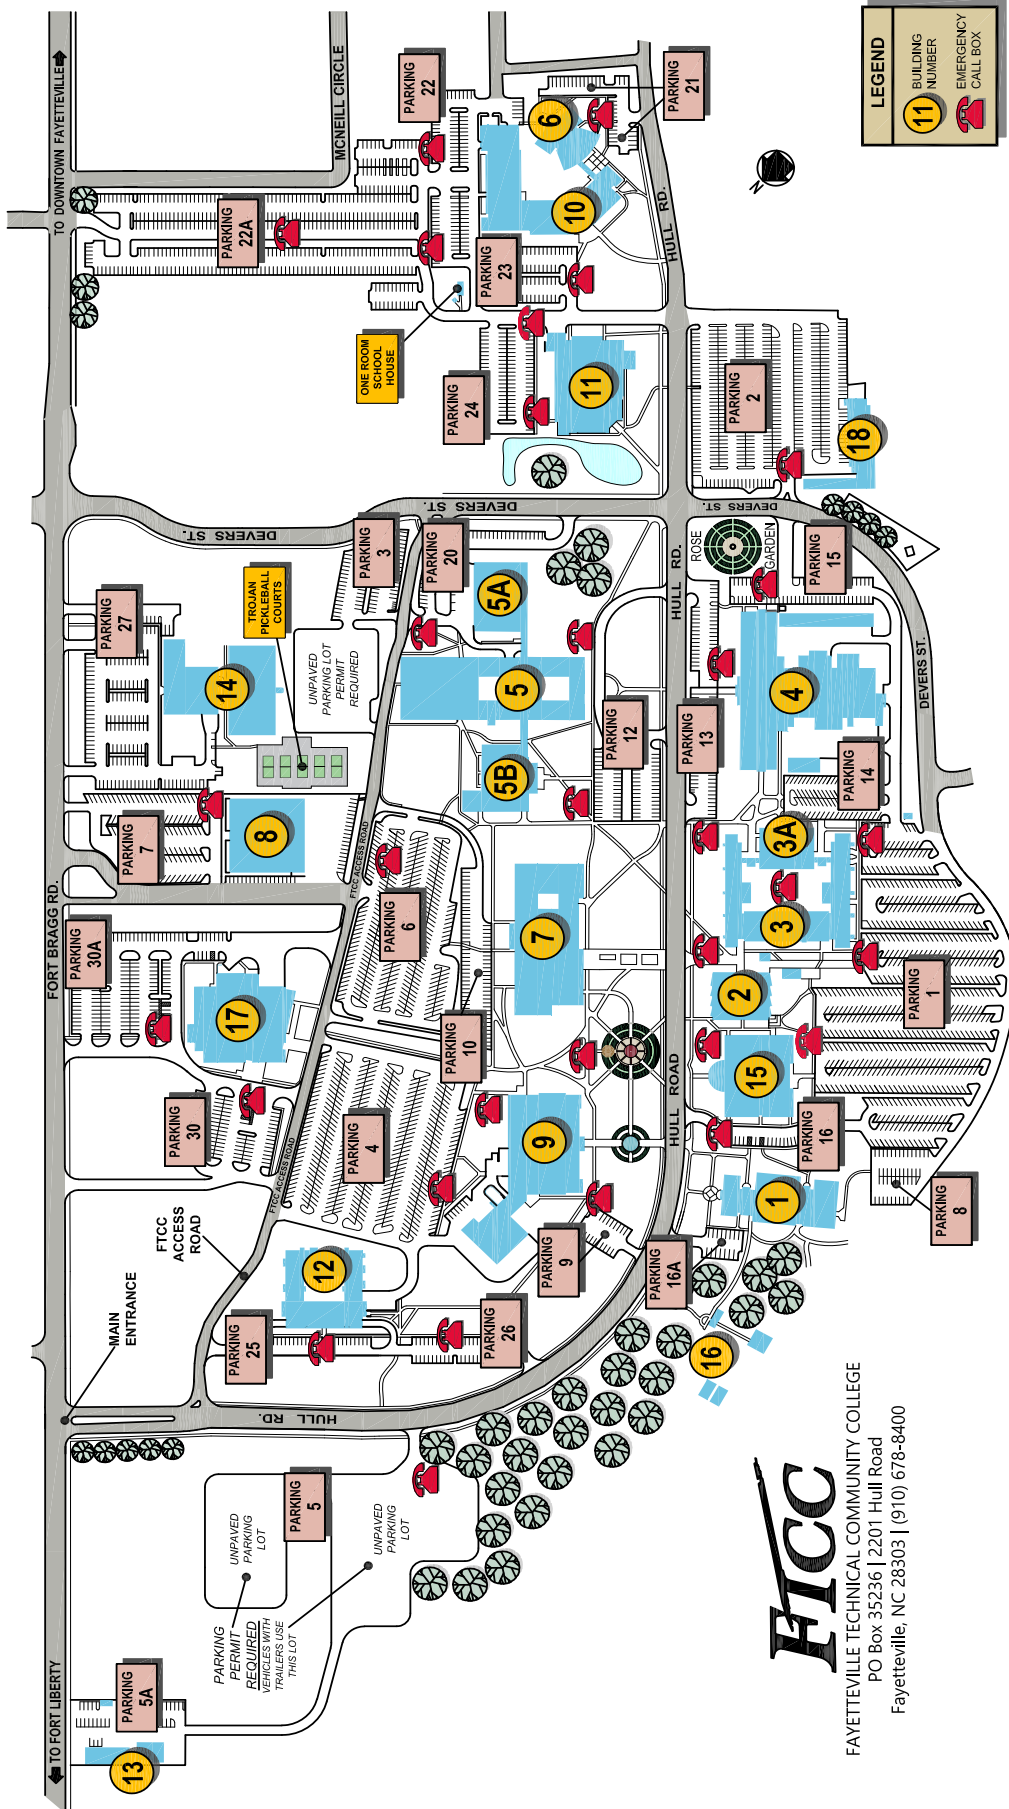 TO FORT LIBERTY
FORT BRAGG RD.
TO DOWNTOWN FAYETTEVILLE
13
PARKING
5A
UNPAVED
PARKING
LOT
PARKING
5
PARKING
PERMIT
REQUIRED
VEHICLES WITH
TRAILERS USE
THIS LOT
UNPAVED
PARKING
LOT
MAIN
ENTRANCE
FTCC
ACCESS
ROAD
HULL RD.
PARKING
25
12
PARKING
26
PARKING
30
FTCC ACCESS ROAD
17
PARKING
30A
PARKING
4
PARKING
6
PARKING
10
PARKING
9
9
7
PARKING
7
8
FTCC ACCESS ROAD
PARKING
27
14
TROJAN
PICKLEBALL
COURTS
UNPAVED
PARKING LOT
PERMIT
REQUIRED
PARKING
3
PARKING
20
5B
5
5A
PARKING
12
DEVERS ST.
DEVERS ST.
DEVERS ST.
DEVERS ST.
MCNEILL CIRCLE
PARKING
22A
PARKING
22
ONE ROOM
SCHOOL
HOUSE
PARKING
23
PARKING
24
11
10
6
PARKING
21
HULL RD.
HULL RD.
HULL ROAD
N
PARKING
2
18
ROSE
GARDEN
PARKING
15
PARKING
13
4
PARKING
14
3A
3
2
15
PARKING
1
PARKING
16
1
PARKING
8
PARKING
16A
16
LEGEND
11
BUILDING
NUMBER
EMERGENCY
CALL BOX
FTCC
FAYETTEVILLE TECHNICAL COMMUNITY COLLEGE
PO Box 35236 | 2201 Hull Road
Fayetteville, NC 28303 | (910) 678-8400